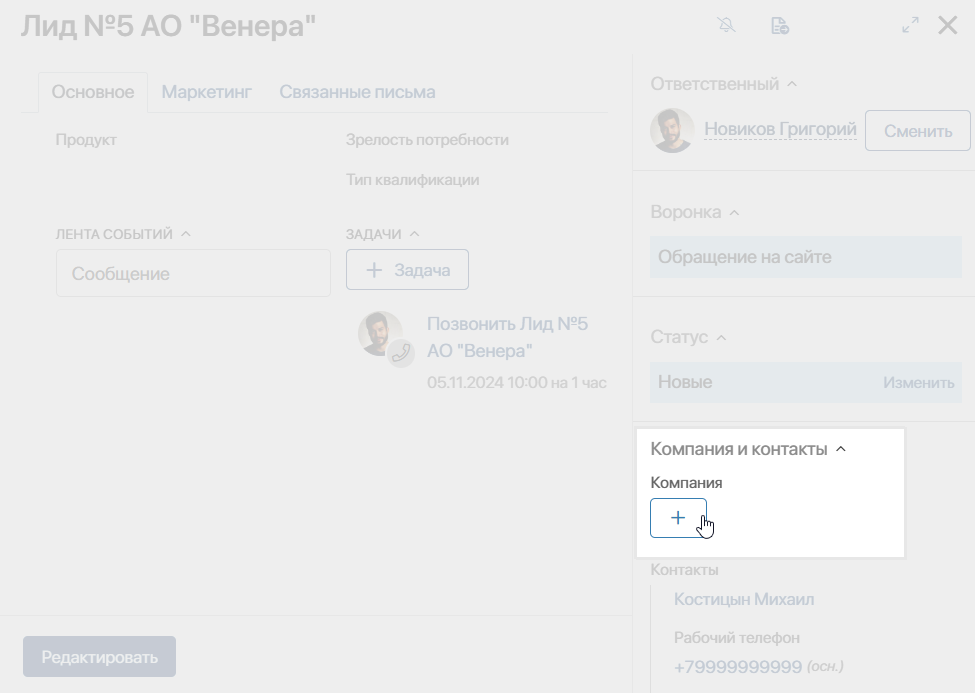 Лид №5 АО "Венера"
Основное
Маркетинг
Связанные письма
Продукт
Зрелость потребности
Тип квалификации
ЛЕНТА СОБЫТИЙ
Сообщение
ЗАДАЧИ
+ Задача
Позвонить Лид №5
АО "Венера"
05.11.2024 10:00 на 1 час
Редактировать
Ответственный
Новиков Григорий
Сменить
Воронка
Обращение на сайте
Статус
Новые
Изменить
Компания и контакты
Компания
+
Контакты
Костицын Михаил
Рабочий телефон
+79999999999 (осн.)